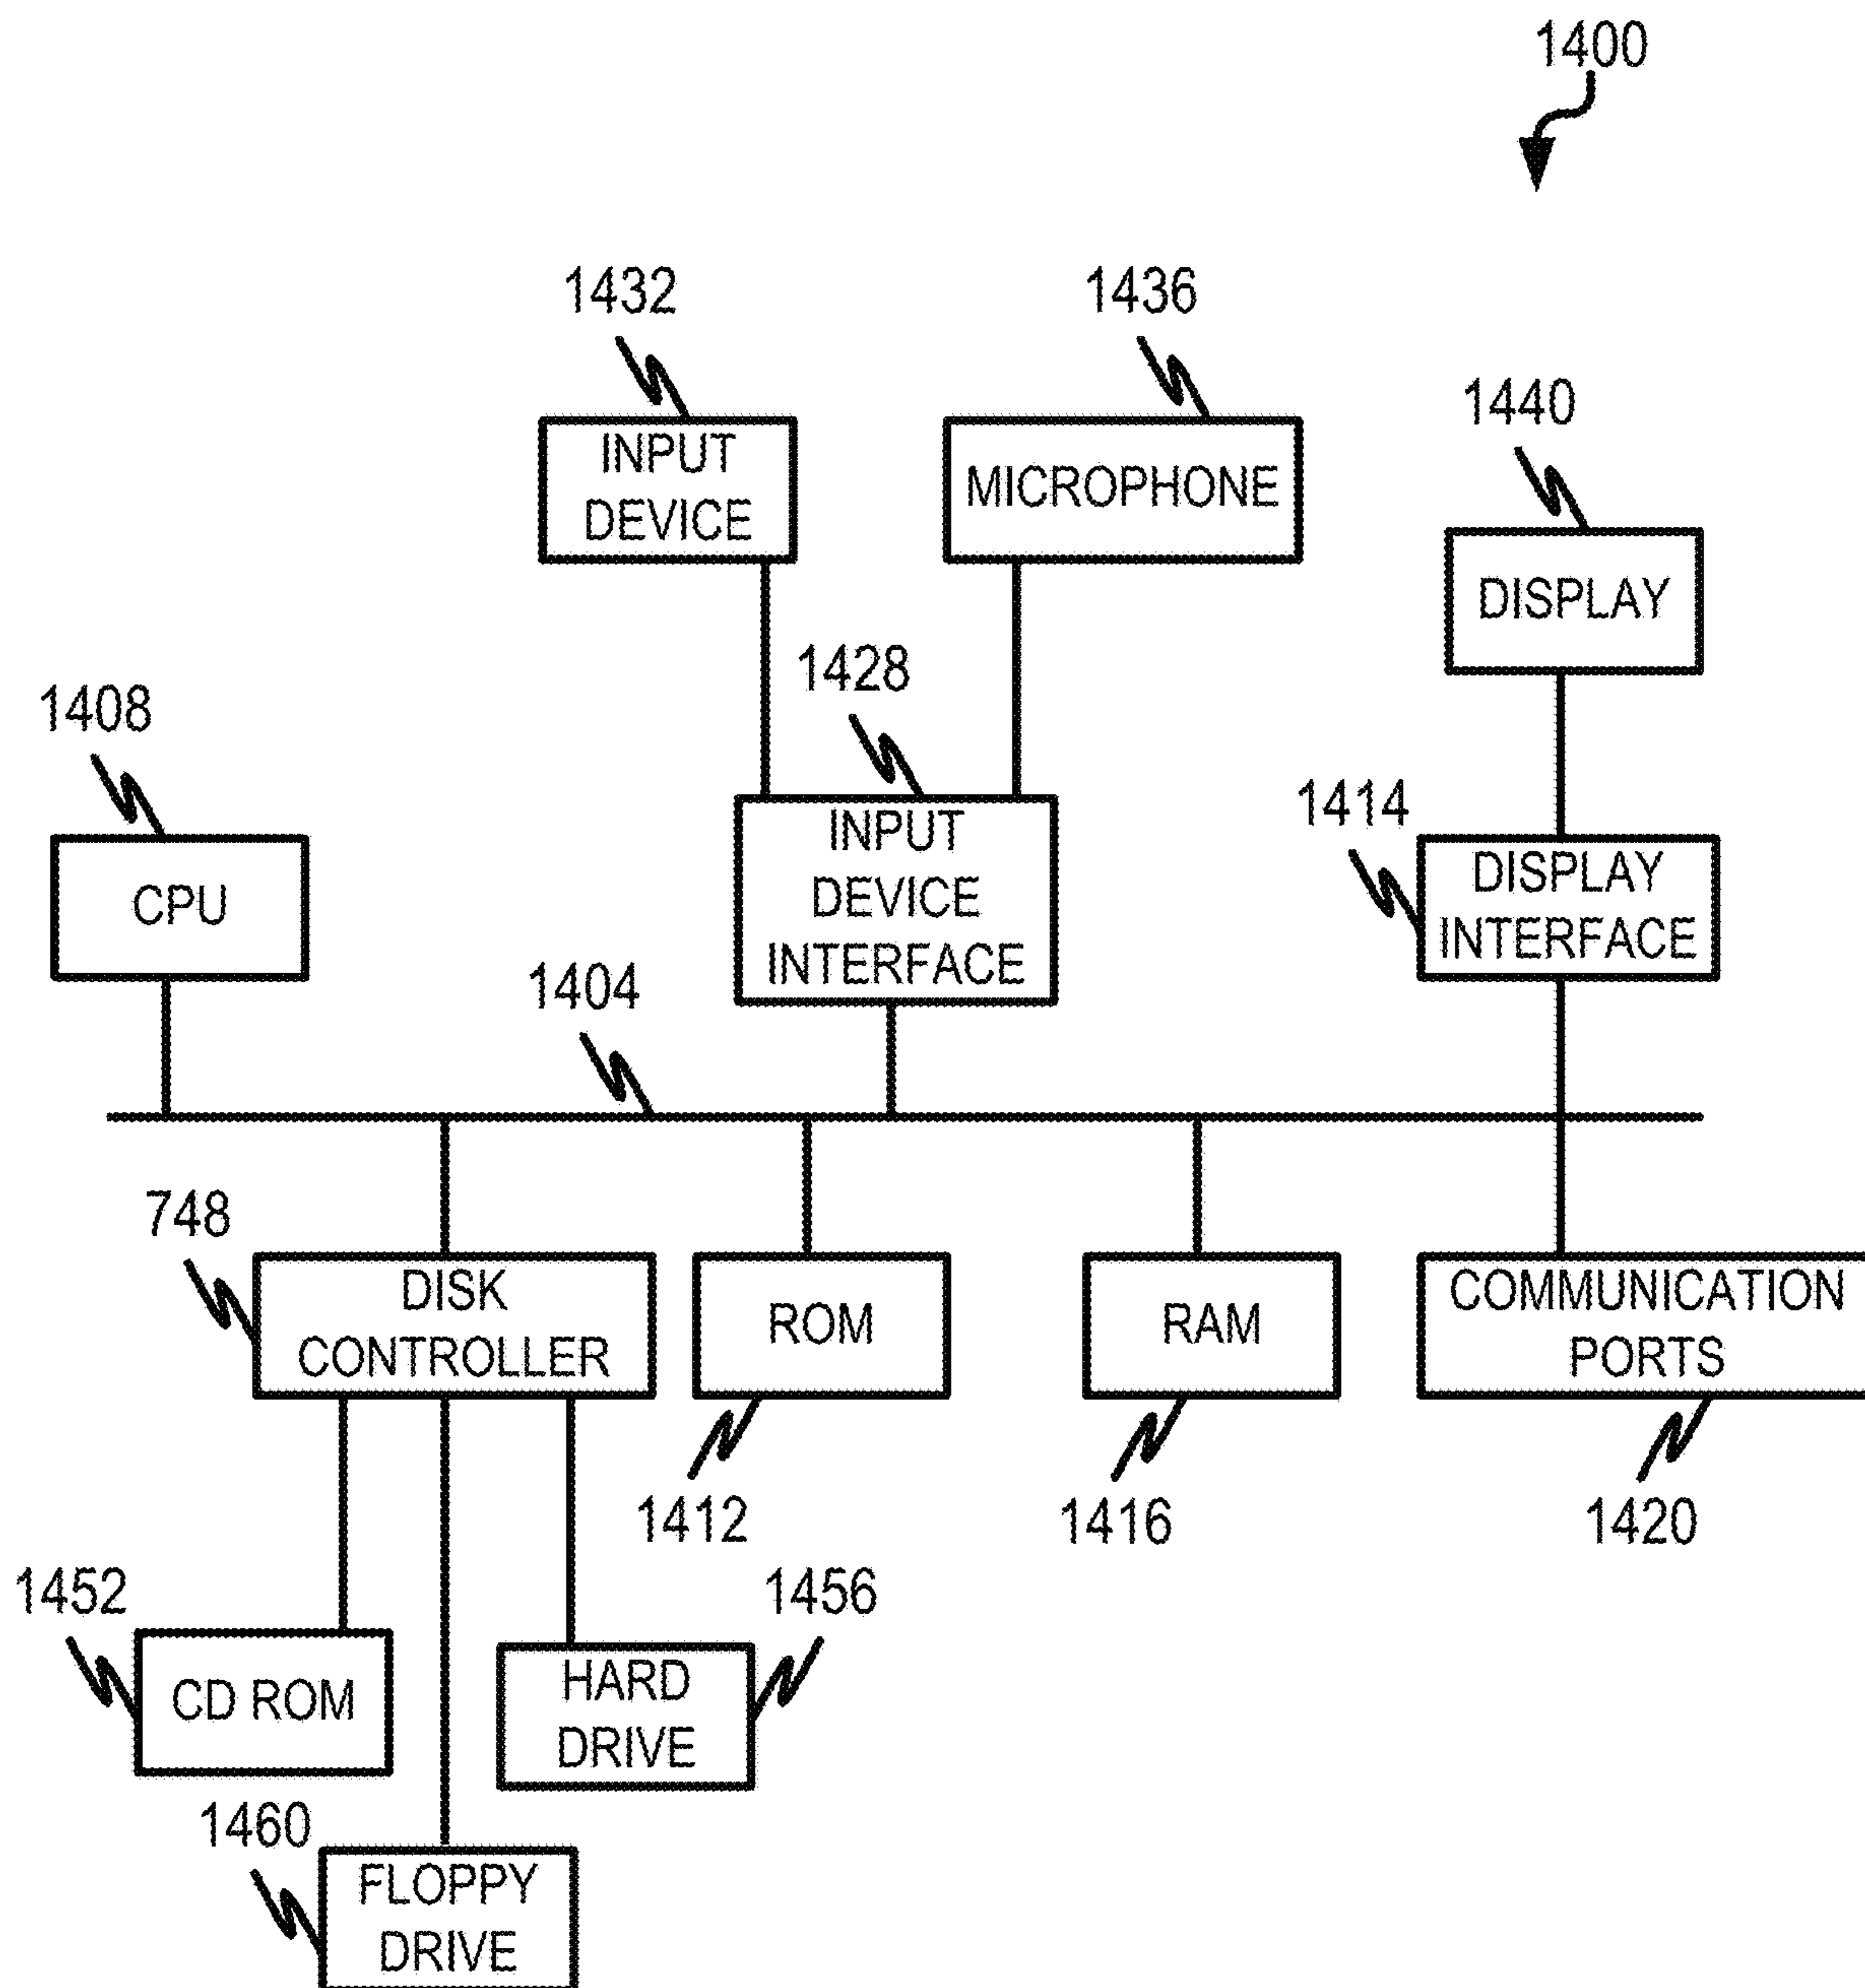 1400
1432
1436
INPUT
DEVICE
MICROPHONE
1440
DISPLAY
1428
1408
1414
INPUT
DEVICE
INTERFACE
CPU
DISPLAY
INTERFACE
1404
748
DISK
CONTROLLER
ROM
RAM
COMMUNICATION
PORTS
1412
1416
1420
1452
1456
CD ROM
HARD
DRIVE
1460
FLOPPY
DRIVE